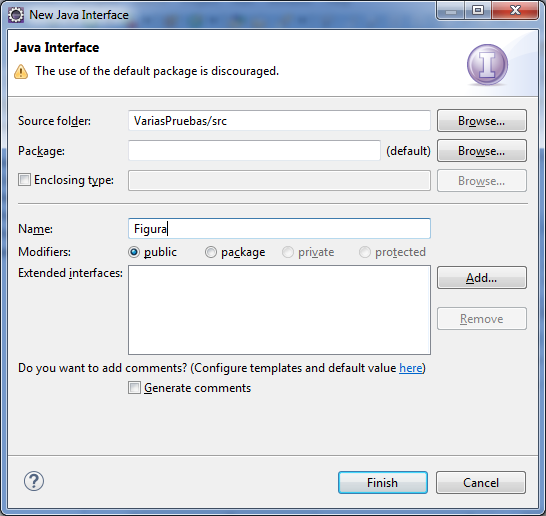 New Java Interface
Java Interface
The use of the default package is discouraged.
Source folder: VariasPruebas/src Browse...
Package: (default) Browse...
Enclosing type: Browse...
Name: Figura
Modifiers: public package private protected
Extended interfaces: Add...
Remove
Do you want to add comments? (Configure templates and default value here)
Generate comments
? Finish Cancel